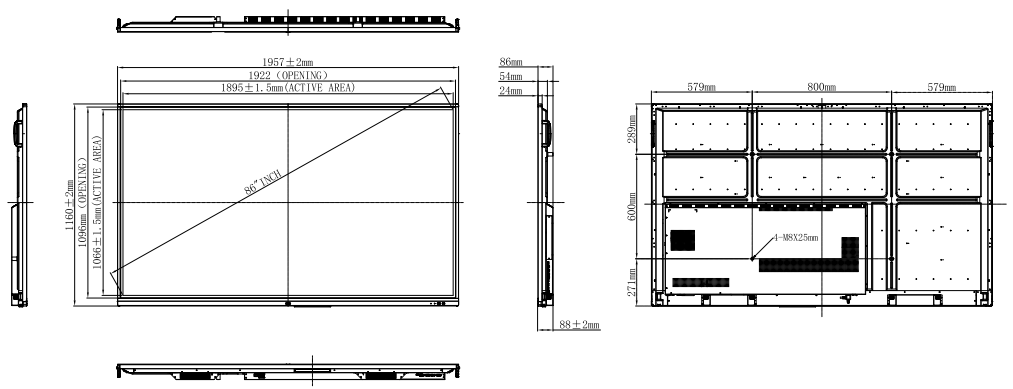 1957±2mm
1922 (OPENING)
1895±1.5mm(ACTIVE AREA)
1160±2mm
1096mm (OPENING)
1066±1.5mm(ACTIVE AREA)
86″INCH
86mm
54mm
24mm
88±2mm
579mm
800mm
579mm
289mm
600mm
271mm
4-M8X25mm